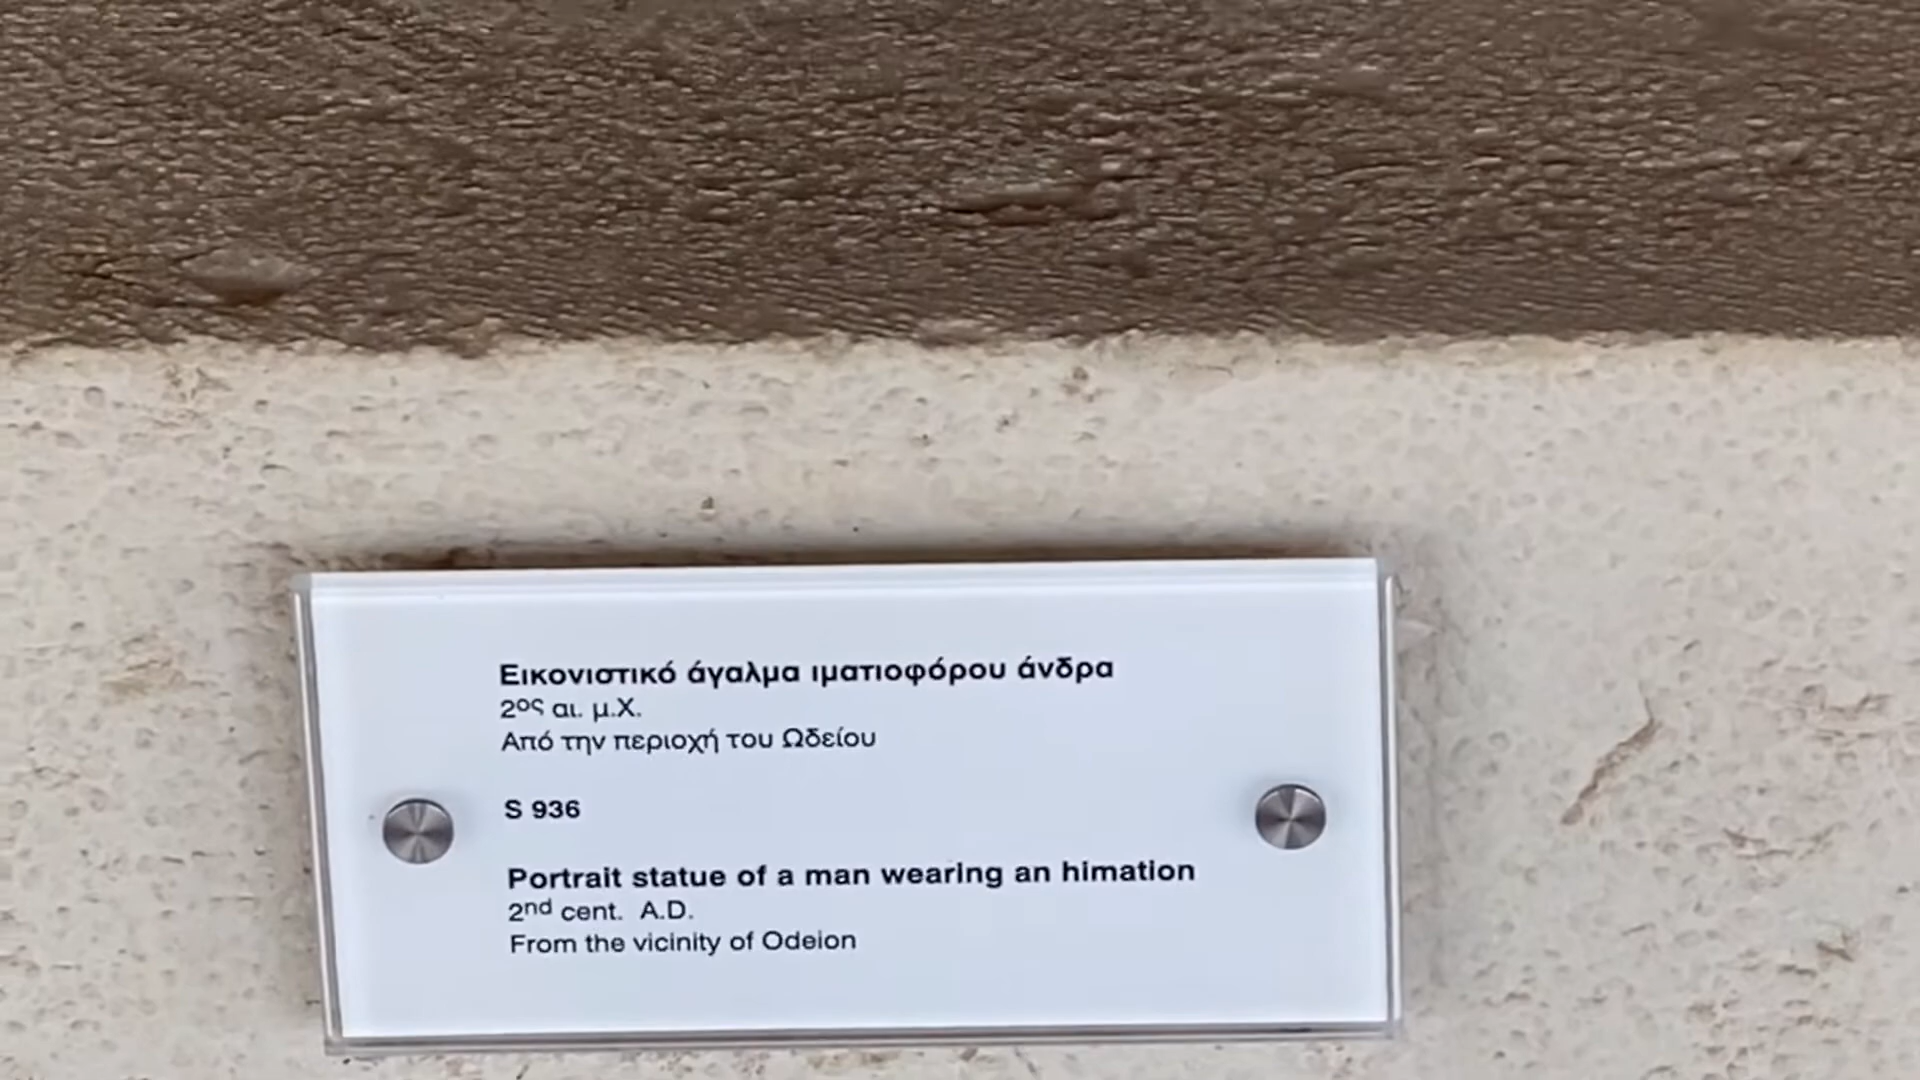 Εικονιστικό άγαλμα ιματιοφόρου άνδρα
2ος αι. μ.Χ.
Από την περιοχή του Ωδείου
S 936
Portrait statue of a man wearing an himation
2nd cent. A.D.
From the vicinity of Odeion